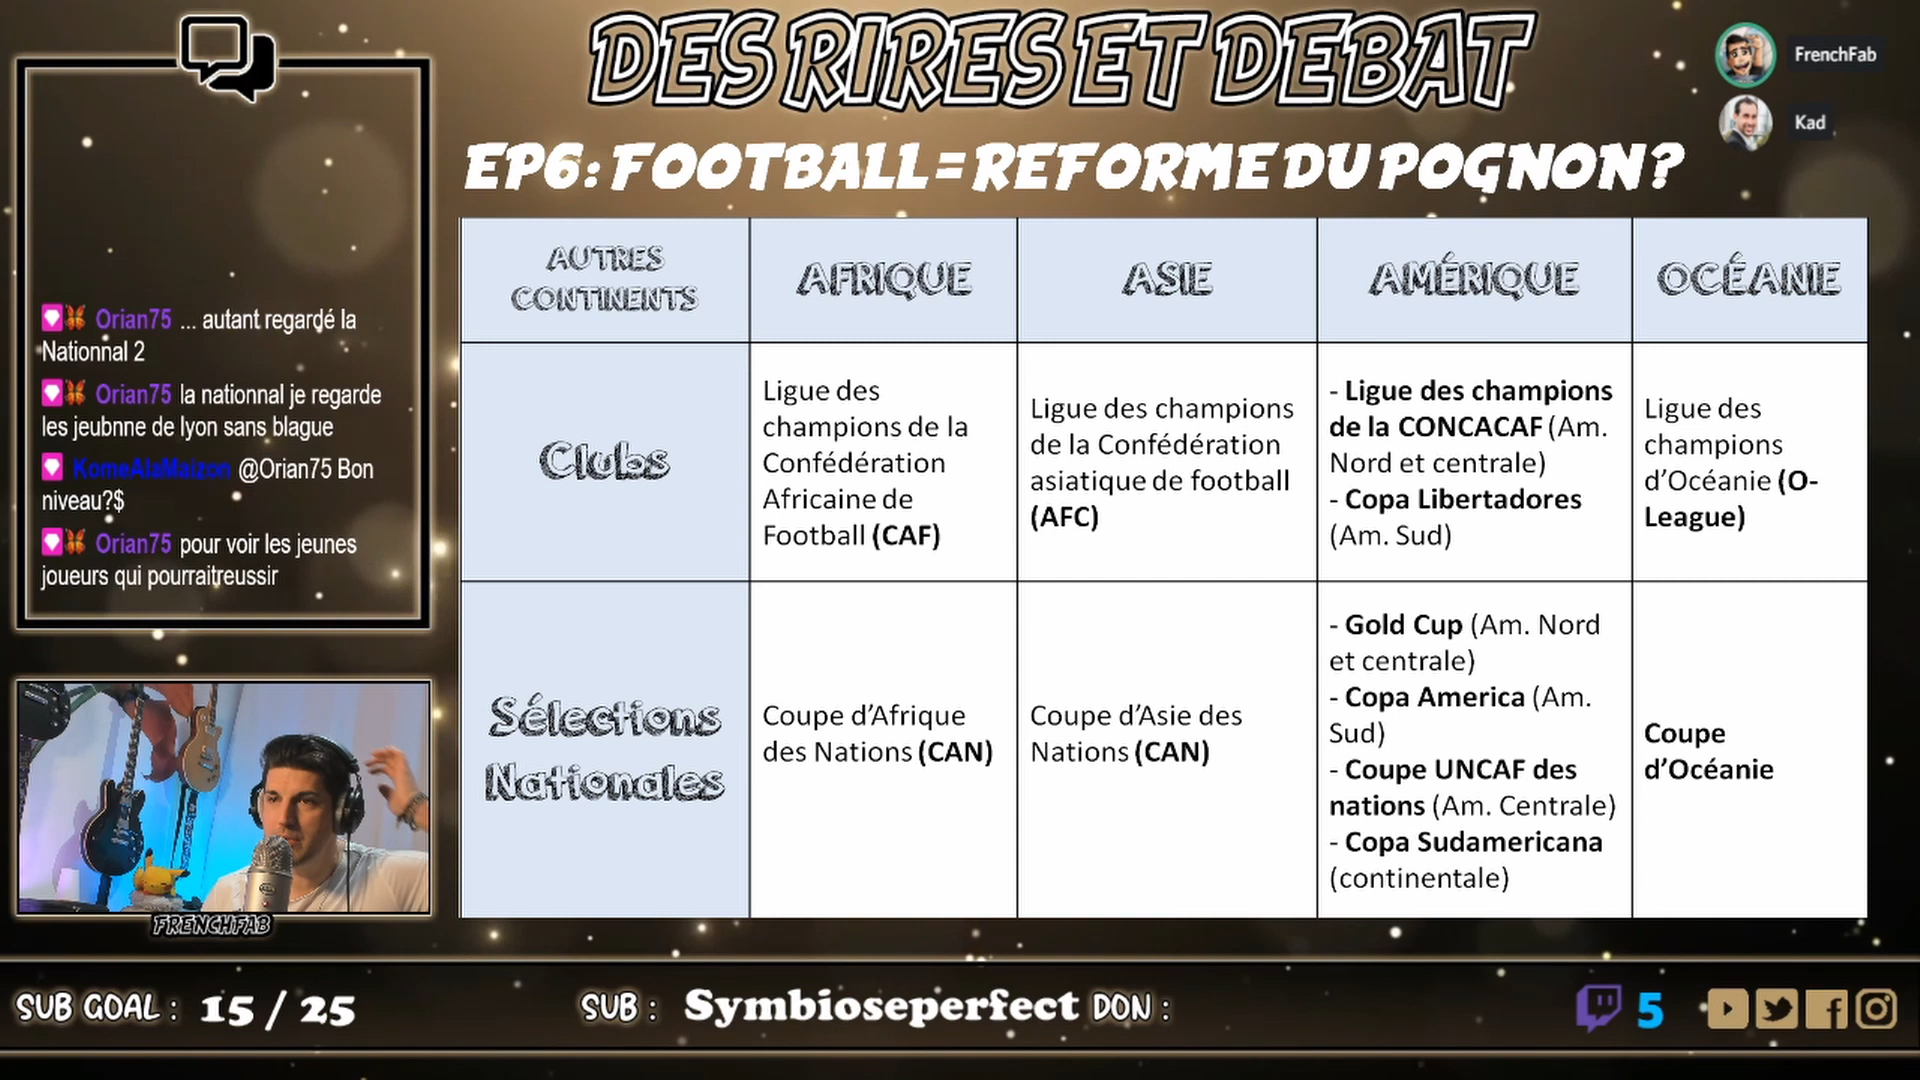 DES RIRES ET DEBAT
EP6: FOOTBALL = REFORME DU POGNON?
FrenchFab
Kad
Orian75 ... autant regardé la
Nationnal 2
Orian75 la nationnal je regarde
les jeubnne de lyon sans blague
KomeAlaMaizon @Orian75 Bon
niveau?$
Orian75 pour voir les jeunes
joueurs qui pourraitreussir
AUTRES
CONTINENTS
AFRIQUE
ASIE
AMÉRIQUE
OCÉANIE
Clubs
Ligue des
champions de la
Confédération
Africaine de
Football (CAF)
Ligue des champions
de la Confédération
asiatique de football
(AFC)
- Ligue des champions
de la CONCACAF (Am.
Nord et centrale)
- Copa Libertadores
(Am. Sud)
Ligue des
champions
d'Océanie (O-
League)
Sélections
Nationales
Coupe d'Afrique
des Nations (CAN)
Coupe d'Asie des
Nations (CAN)
- Gold Cup (Am. Nord
et centrale)
- Copa America (Am.
Sud)
- Coupe UNCAF des
nations (Am. Centrale)
- Copa Sudamericana
(continentale)
Coupe
d'Océanie
FRENCHFAB
SUB GOAL : 15 / 25
SUB : Symbioseperfect
DON :
5